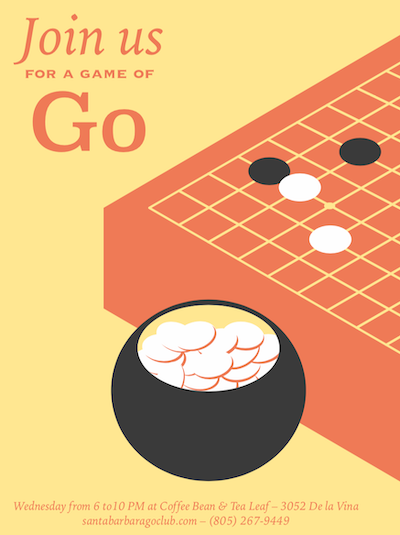 Join us
FOR A GAME OF
Go
Wednesday from 6 to10 PM at Coffee Bean & Tea Leaf – 3052 De la Vina
santabarbaragoclub.com – (805) 267-9449